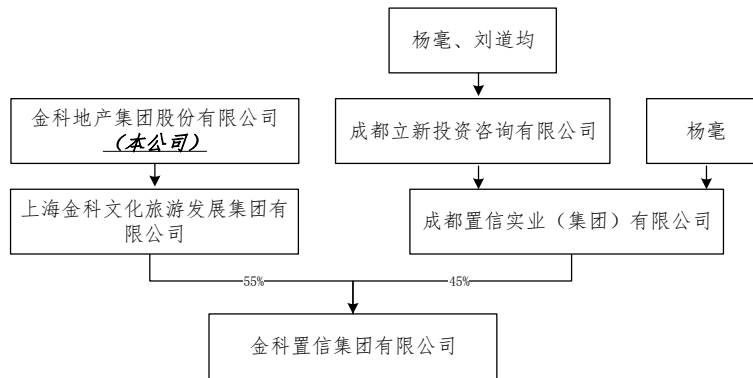 杨毫、刘道均
金科地产集团股份有限公司
（本公司）
成都立新投资咨询有限公司
杨毫
上海金科文化旅游发展集团有
限公司
成都置信实业（集团）有限公司
55%
45%
金科置信集团有限公司